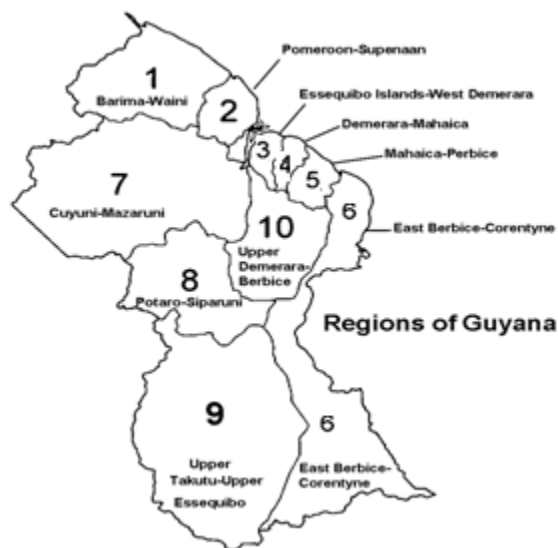 Pomeroon-Supenaan
1
Barima-Waini
2
Essequibo Islands-West Demerara
Demerara-Mahaica
3
4
Mahaica-Perbice
5
7
Cuyuni-Mazaruni
6
East Berbice-Corentyne
10
Upper
Demerara-
Berbice
8
Potaro-Siparuni
Regions of Guyana
9
6
Upper
Takutu-Upper
Essequibo
East Berbice-
Corentyne